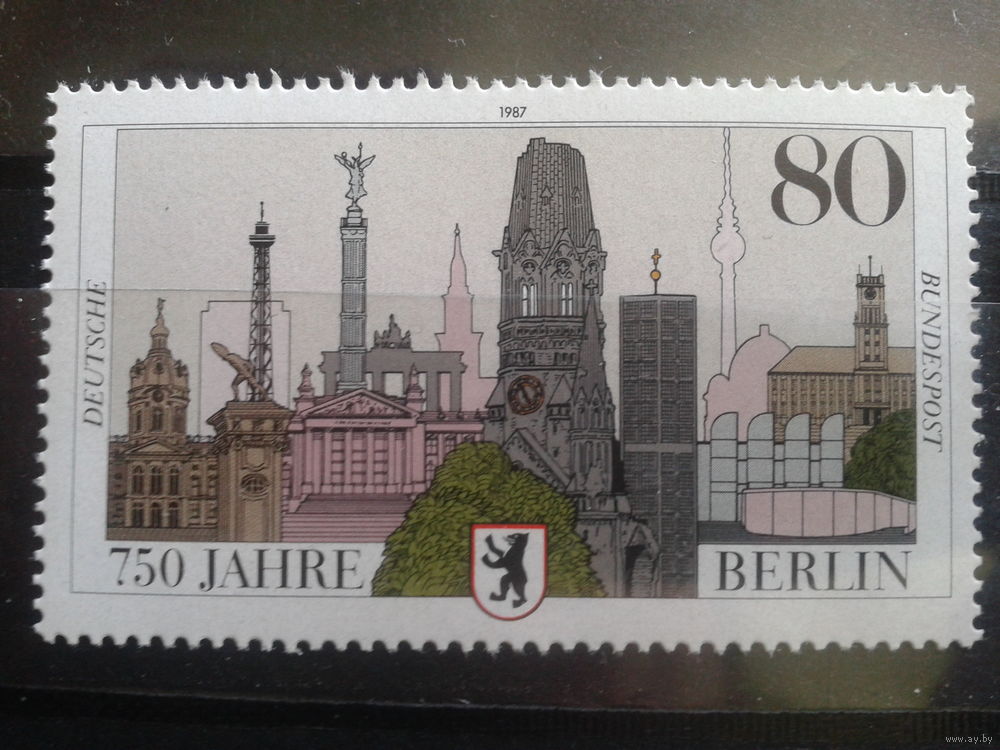 1987
80
DEUTSCHE
BUNDESPOST
750 JAHRE
BERLIN
www.ay.by